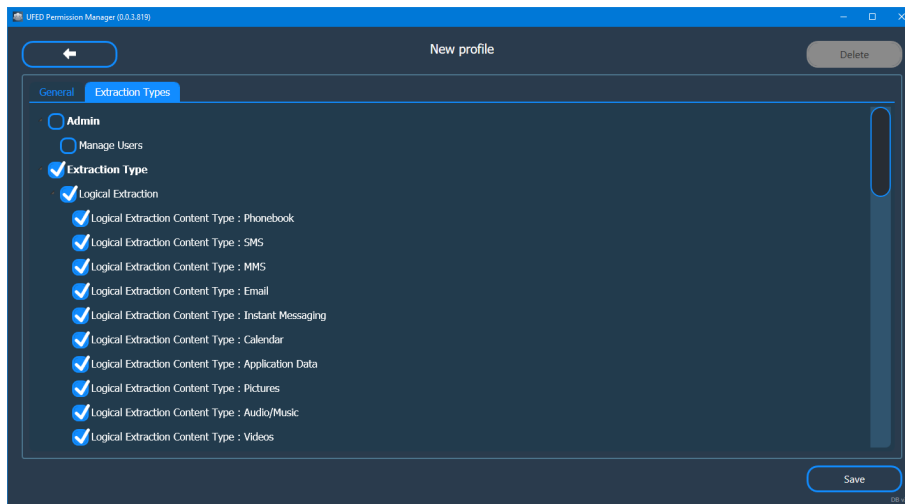 UFED Permission Manager (0.0.3.819)
New profile
Delete
General
Extraction Types
Admin
Manage Users
Extraction Type
Logical Extraction
Logical Extraction Content Type : Phonebook
Logical Extraction Content Type : SMS
Logical Extraction Content Type : MMS
Logical Extraction Content Type : Email
Logical Extraction Content Type : Instant Messaging
Logical Extraction Content Type : Calendar
Logical Extraction Content Type : Application Data
Logical Extraction Content Type : Pictures
Logical Extraction Content Type : Audio/Music
Logical Extraction Content Type : Videos
Save
DB